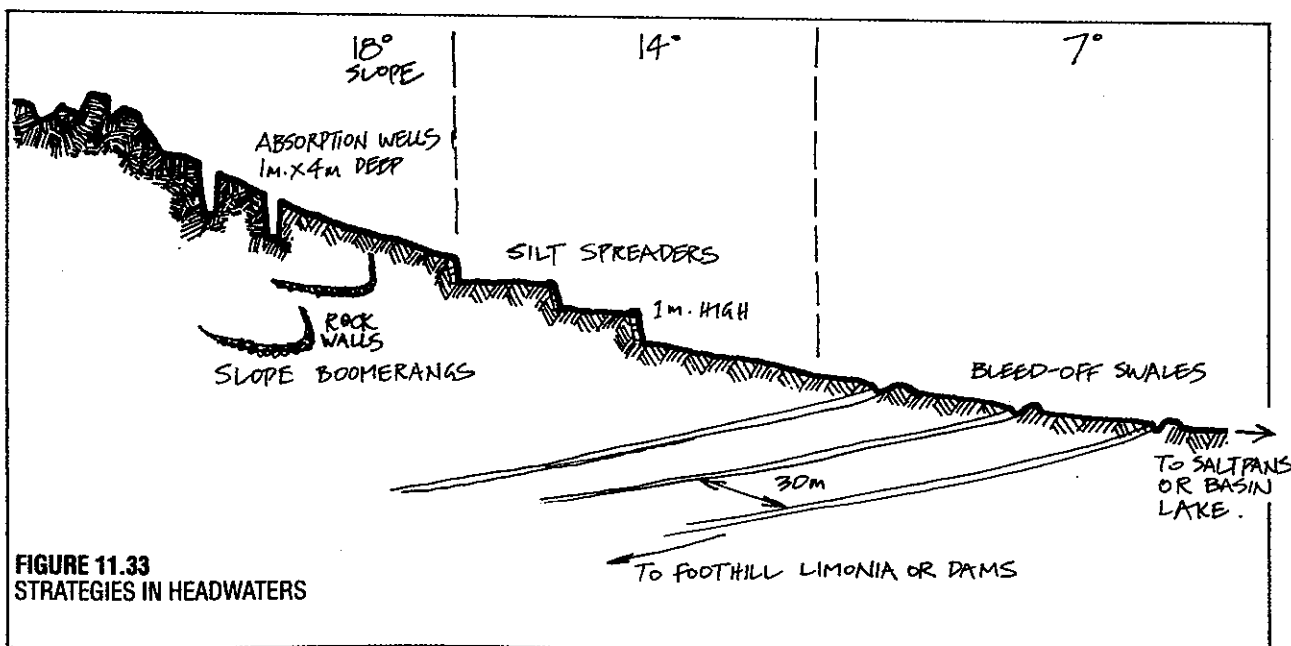 18°
SLOPE
14°
7°
ABSORPTION WELLS
1m. x 4m DEEP
SILT SPREADERS
1m. HIGH
ROCK
WALLS
SLOPE BOOMERANGS
BLEED-OFF SWALES
30m
TO SALTPANS
OR BASIN
LAKE.
TO FOOTHILL LIMONIA OR DAMS
FIGURE 11.33
STRATEGIES IN HEADWATERS